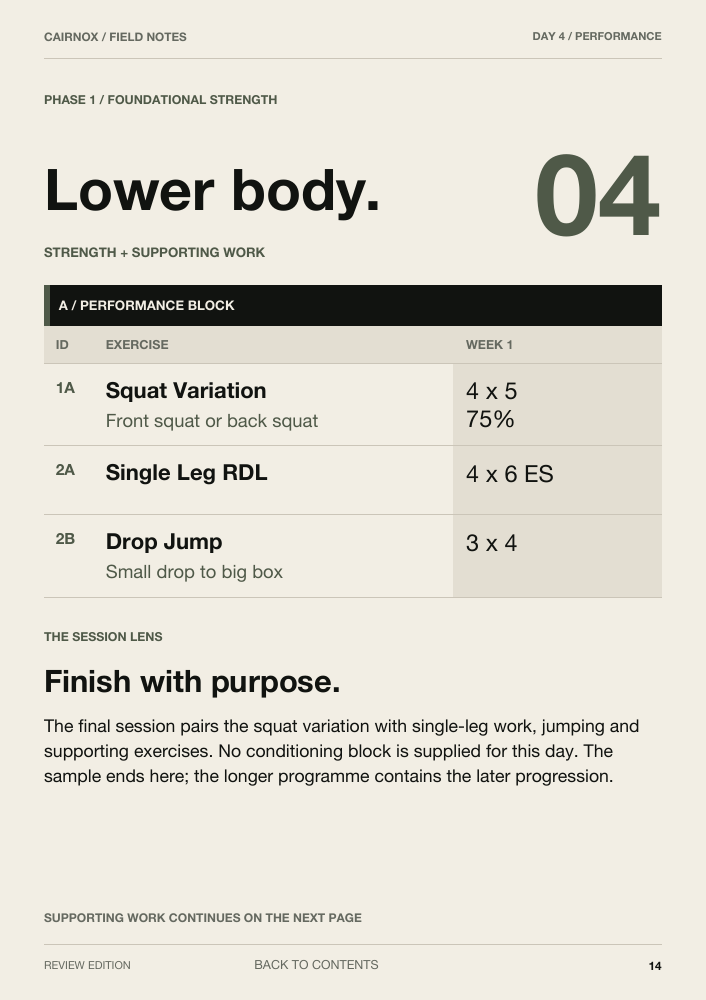 CAIRNOX / FIELD NOTES
DAY 4 / PERFORMANCE
PHASE 1 / FOUNDATIONAL STRENGTH
Lower body.
04
STRENGTH + SUPPORTING WORK
A / PERFORMANCE BLOCK
ID EXERCISE WEEK 1
1A Squat Variation 4 x 5
Front squat or back squat 75%
2A Single Leg RDL 4 x 6 ES
2B Drop Jump 3 x 4
Small drop to big box
THE SESSION LENS
Finish with purpose.
The final session pairs the squat variation with single-leg work, jumping and
supporting exercises. No conditioning block is supplied for this day. The
sample ends here; the longer programme contains the later progression.
SUPPORTING WORK CONTINUES ON THE NEXT PAGE
REVIEW EDITION BACK TO CONTENTS 14